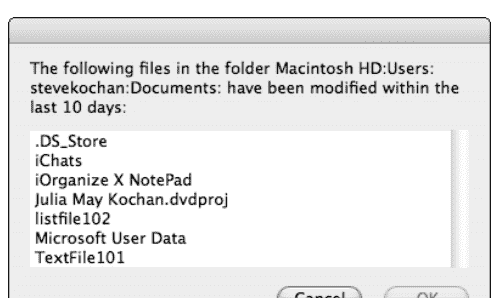 The following files in the folder Macintosh HD:Users:
stevekochan:Documents: have been modified within the
last 10 days:
.DS_Store
iChats
iOrganize X NotePad
Julia May Kochan.dvdproj
listfile102
Microsoft User Data
TextFile101
Cancel OK